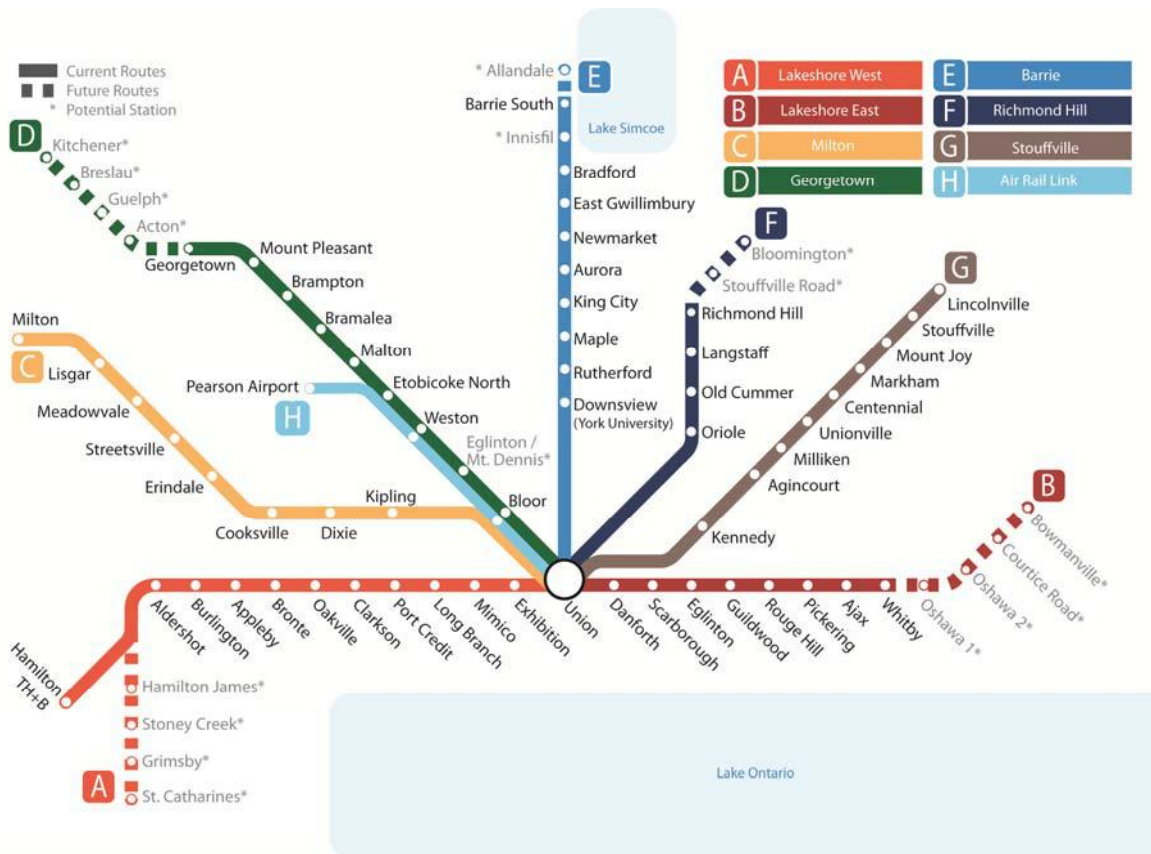 Current Routes
Future Routes
* Potential Station
A Lakeshore West
B Lakeshore East
C Milton
D Georgetown
E Barrie
F Richmond Hill
G Stouffville
H Air Rail Link
D
Kitchener*
Breslau*
Guelph*
Acton*
Georgetown
Mount Pleasant
Brampton
Bramalea
Malton
Etobicoke North
Weston
Eglinton /
Mt. Dennis*
Bloor
Pearson Airport
H
Milton
C
Lisgar
Meadowvale
Streetsville
Erindale
Cooksville
Dixie
Kipling
* Allandale
E
Barrie South
* Innisfil
Lake Simcoe
Bradford
East Gwillimbury
Newmarket
Aurora
King City
Maple
Rutherford
Downsview
(York University)
F
Bloomington*
Stouffville Road*
Richmond Hill
Langstaff
Old Cummer
Oriole
G
Lincolnville
Stouffville
Mount Joy
Markham
Centennial
Unionville
Milliken
Agincourt
Kennedy
B
Bowmanville*
Courtice Road*
Oshawa 2*
Oshawa 1*
Whitby
Ajax
Pickering
Rouge Hill
Guildwood
Eglinton
Scarborough
Danforth
Union
Exhibition
Mimico
Long Branch
Port Credit
Clarkson
Oakville
Bronte
Appleby
Burlington
Aldershot
Hamilton
TH+B
Hamilton James*
Stoney Creek*
Grimsby*
A
St. Catharines*
Lake Ontario